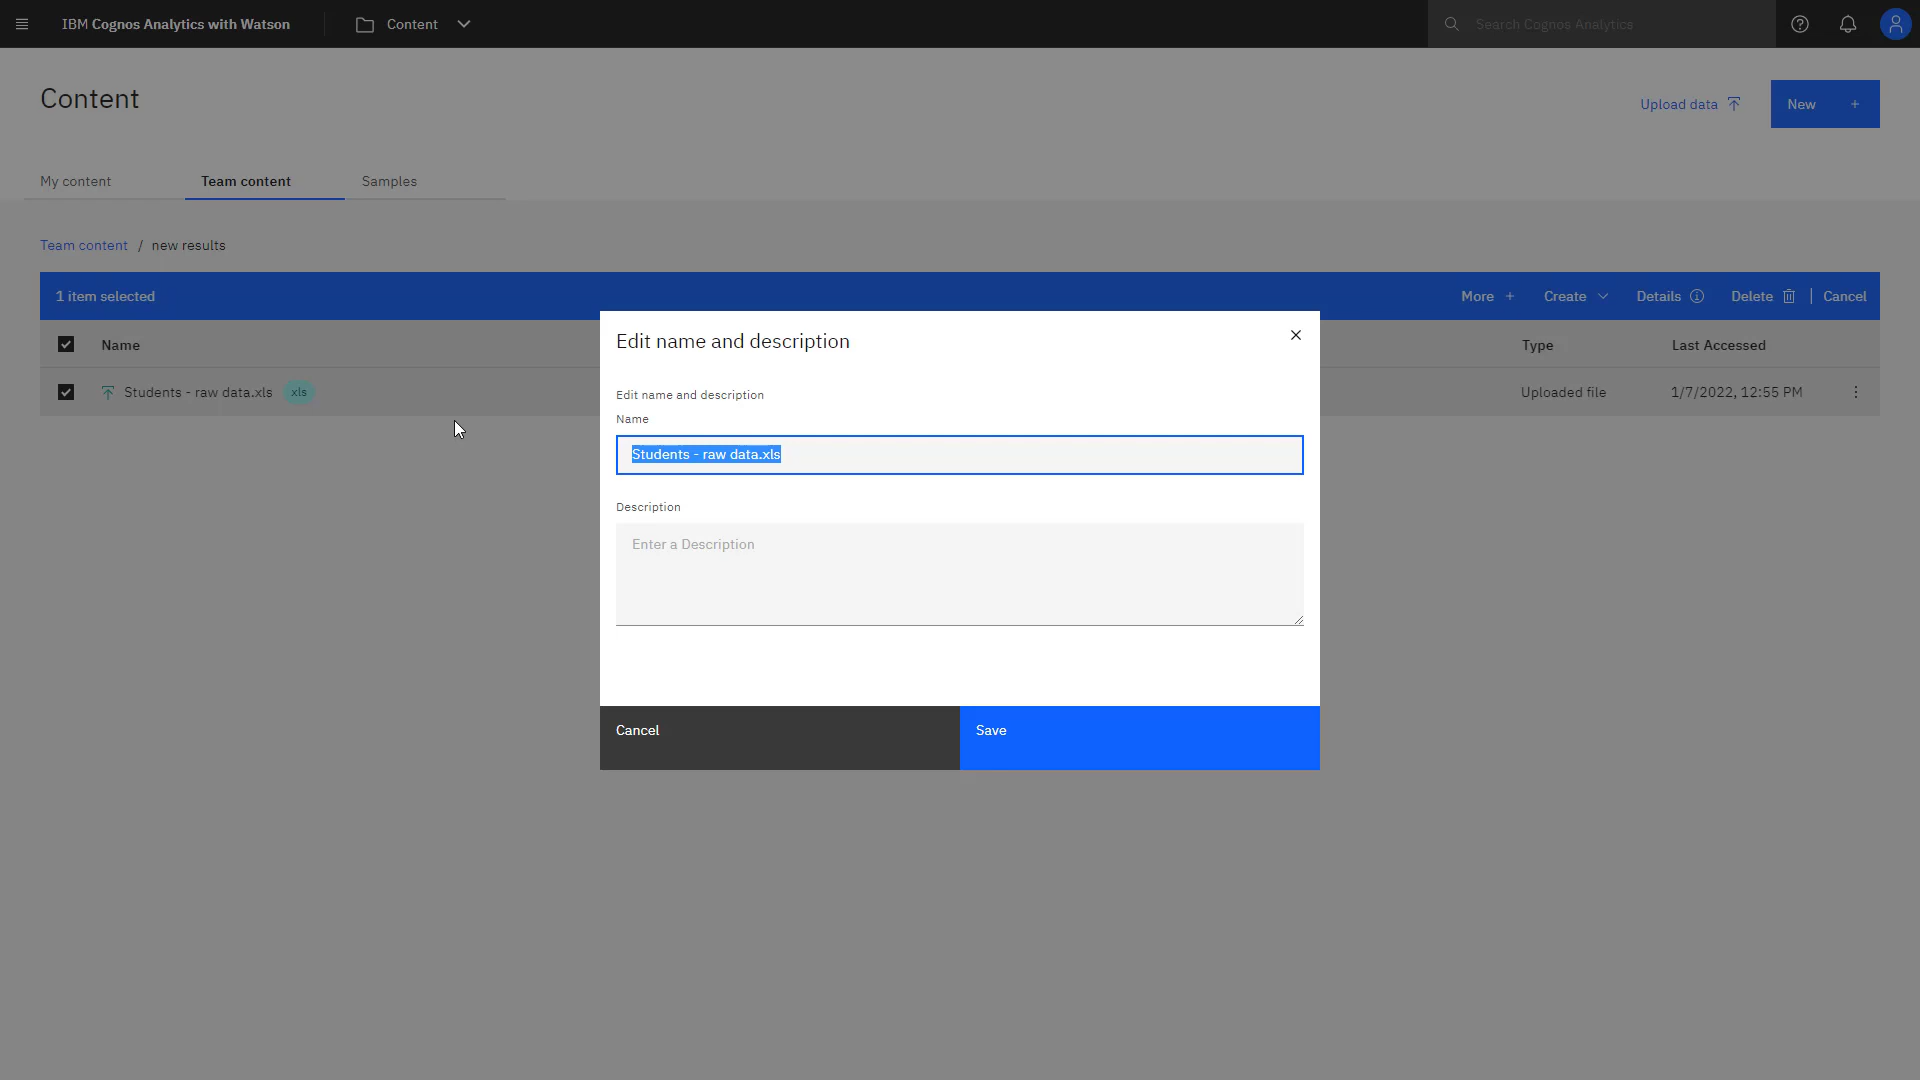 IBM Cognos Analytics with Watson
Content
Search Cognos Analytics
Content
Upload data
New +
My content
Team content
Samples
Team content / new results
1 item selected
More +
Create
Details
Delete
Cancel
Name
Type
Last Accessed
Students - raw data.xls
xls
Uploaded file
1/7/2022, 12:55 PM
Edit name and description
Edit name and description
Name
Students - raw data.xls
Description
Enter a Description
Cancel
Save